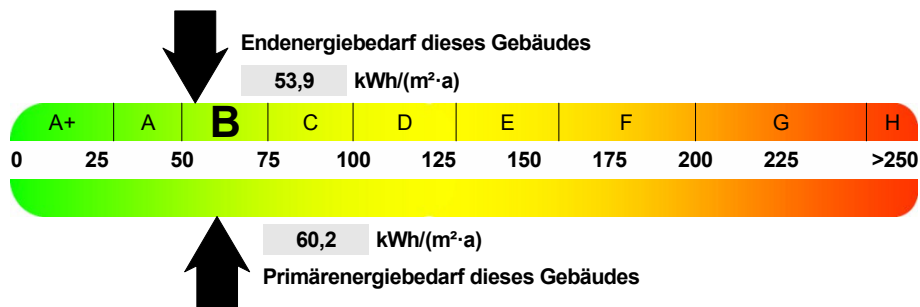 Endenergiebedarf dieses Gebäudes
53,9 kWh/(m²·a)
A+ A B C D E F G H
0 25 50 75 100 125 150 175 200 225 >250
60,2 kWh/(m²·a)
Primärenergiebedarf dieses Gebäudes